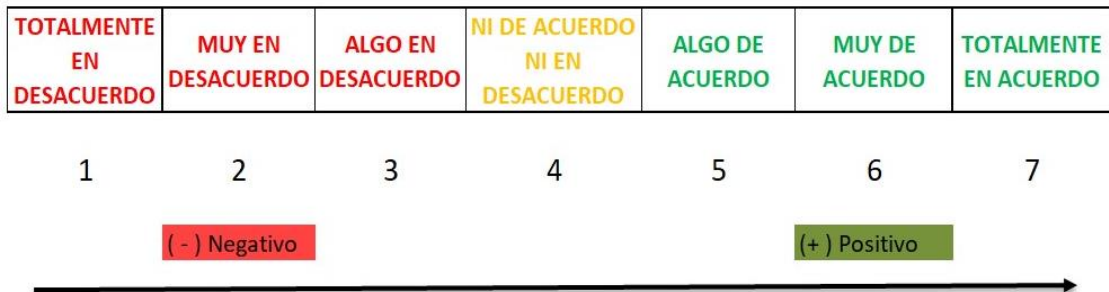 TOTALMENTE
EN
DESACUERDO
MUY EN
DESACUERDO
ALGO EN
DESACUERDO
NI DE ACUERDO
NI EN
DESACUERDO
ALGO DE
ACUERDO
MUY DE
ACUERDO
TOTALMENTE
EN ACUERDO
1 2 3 4 5 6 7
( - ) Negativo (+ ) Positivo